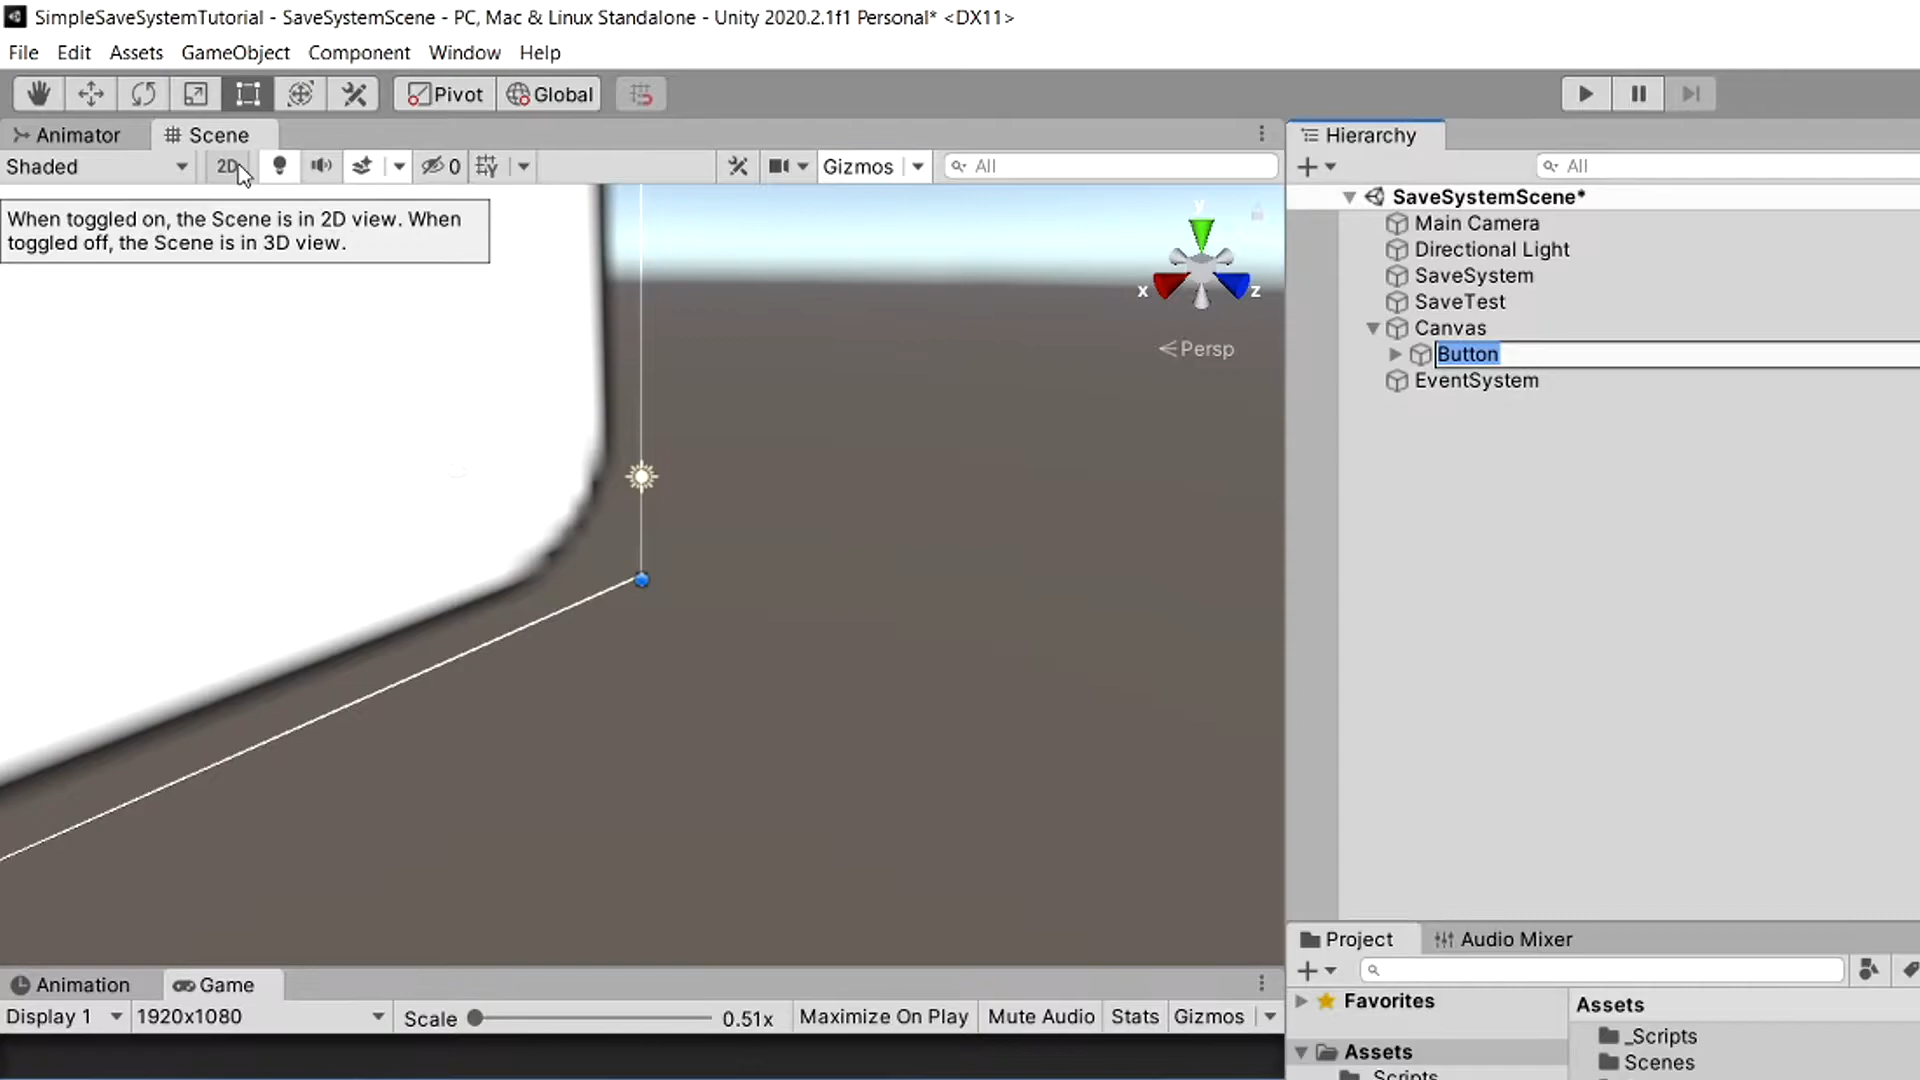 SimpleSaveSystemTutorial - SaveSystemScene - PC, Mac & Linux Standalone - Unity 2020.2.1f1 Personal* <DX11>
File Edit Assets GameObject Component Window Help
Pivot Global
Animator Scene
Shaded 2D 0 Gizmos All
When toggled on, the Scene is in 2D view. When
toggled off, the Scene is in 3D view.
y
x z
Persp
Hierarchy
All
SaveSystemScene*
Main Camera
Directional Light
SaveSystem
SaveTest
Canvas
Button
EventSystem
Animation Game
Display 1 1920x1080 Scale 0.51x Maximize On Play Mute Audio Stats Gizmos
Project Audio Mixer
Favorites
Assets
Scripts
Assets
_Scripts
Scenes